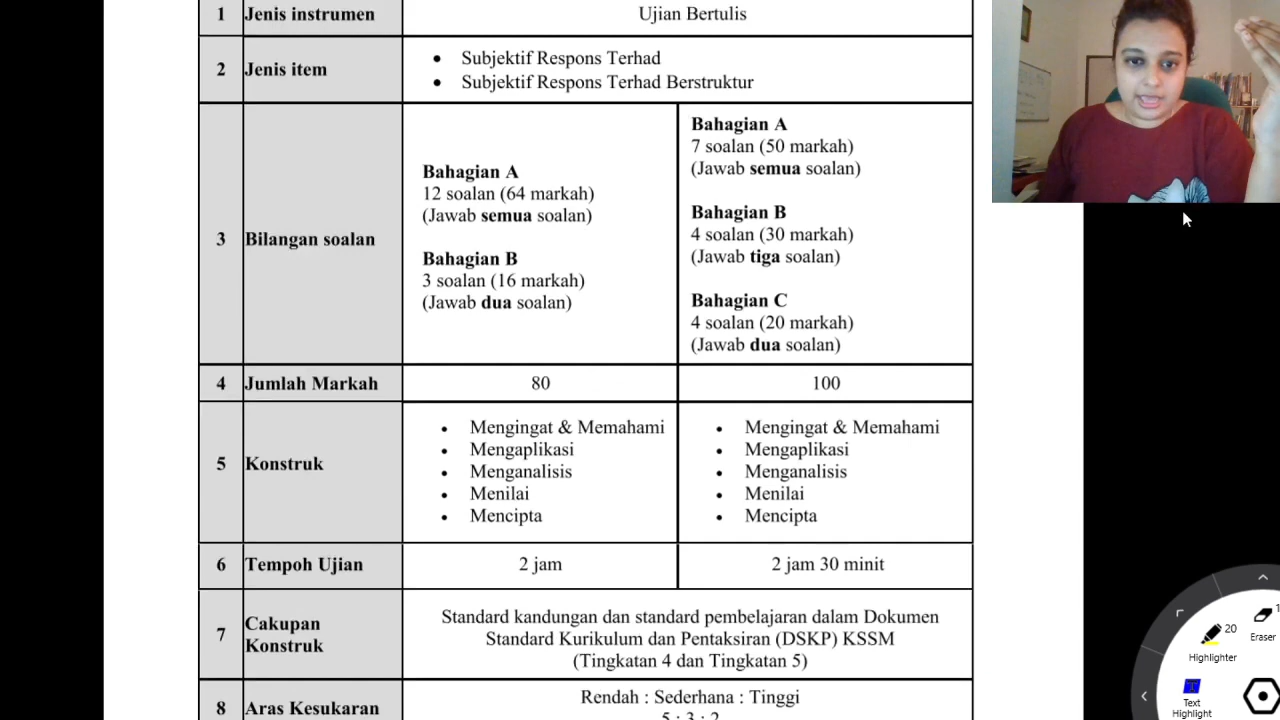 1 Jenis instrumen Ujian Bertulis
2 Jenis item
• Subjektif Respons Terhad
• Subjektif Respons Terhad Berstruktur
3 Bilangan soalan
Bahagian A
12 soalan (64 markah)
(Jawab semua soalan)
Bahagian B
3 soalan (16 markah)
(Jawab dua soalan)
Bahagian A
7 soalan (50 markah)
(Jawab semua soalan)
Bahagian B
4 soalan (30 markah)
(Jawab tiga soalan)
Bahagian C
4 soalan (20 markah)
(Jawab dua soalan)
4 Jumlah Markah 80 100
5 Konstruk
• Mengingat & Memahami
• Mengaplikasi
• Menganalisis
• Menilai
• Mencipta
• Mengingat & Memahami
• Mengaplikasi
• Menganalisis
• Menilai
• Mencipta
6 Tempoh Ujian 2 jam 2 jam 30 minit
7 Cakupan
Konstruk
Standard kandungan dan standard pembelajaran dalam Dokumen
Standard Kurikulum dan Pentaksiran (DSKP) KSSM
(Tingkatan 4 dan Tingkatan 5)
8 Aras Kesukaran
Rendah : Sederhana : Tinggi
5 : 3 : 2
20
Highlighter
1
Eraser
T
Text
Highlight